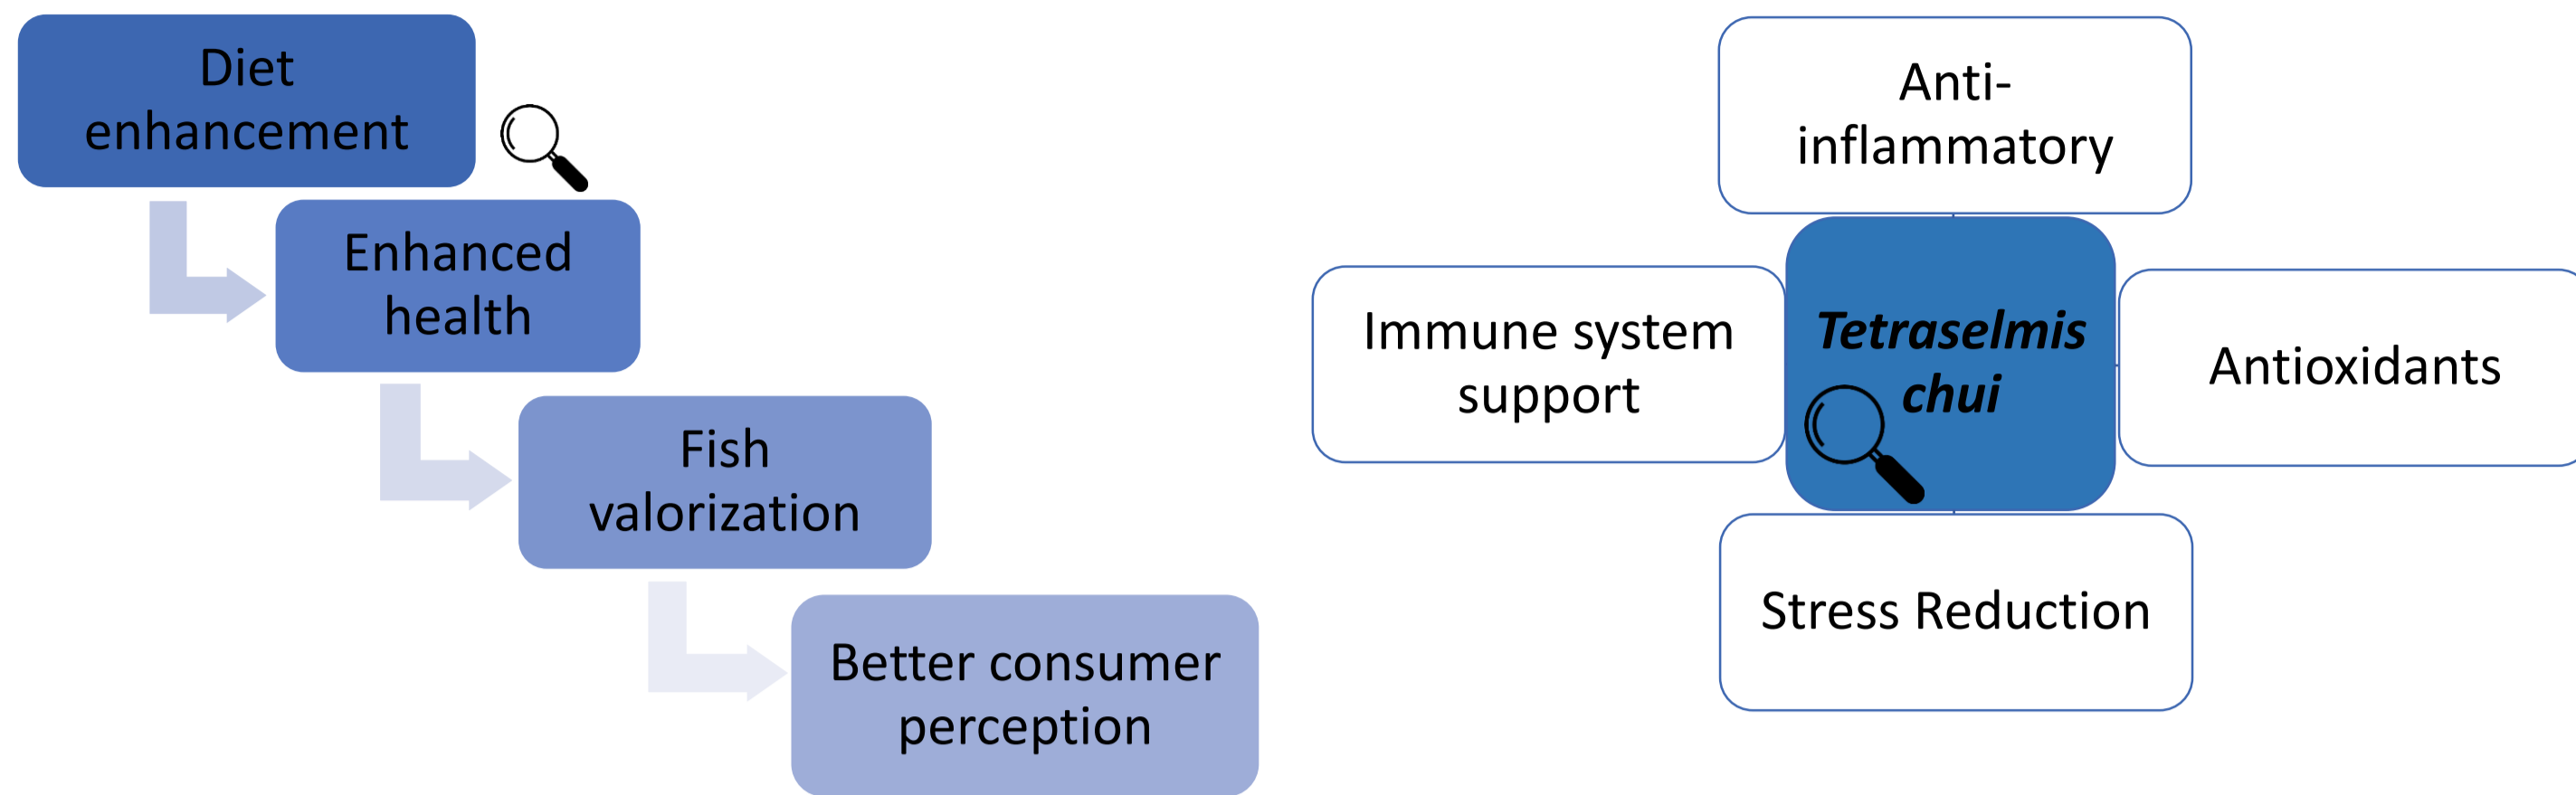 Diet
enhancement
Enhanced
health
Fish
valorization
Better consumer
perception
Anti-
inflammatory
Immune system
support
Tetraselmis
chui
Antioxidants
Stress Reduction